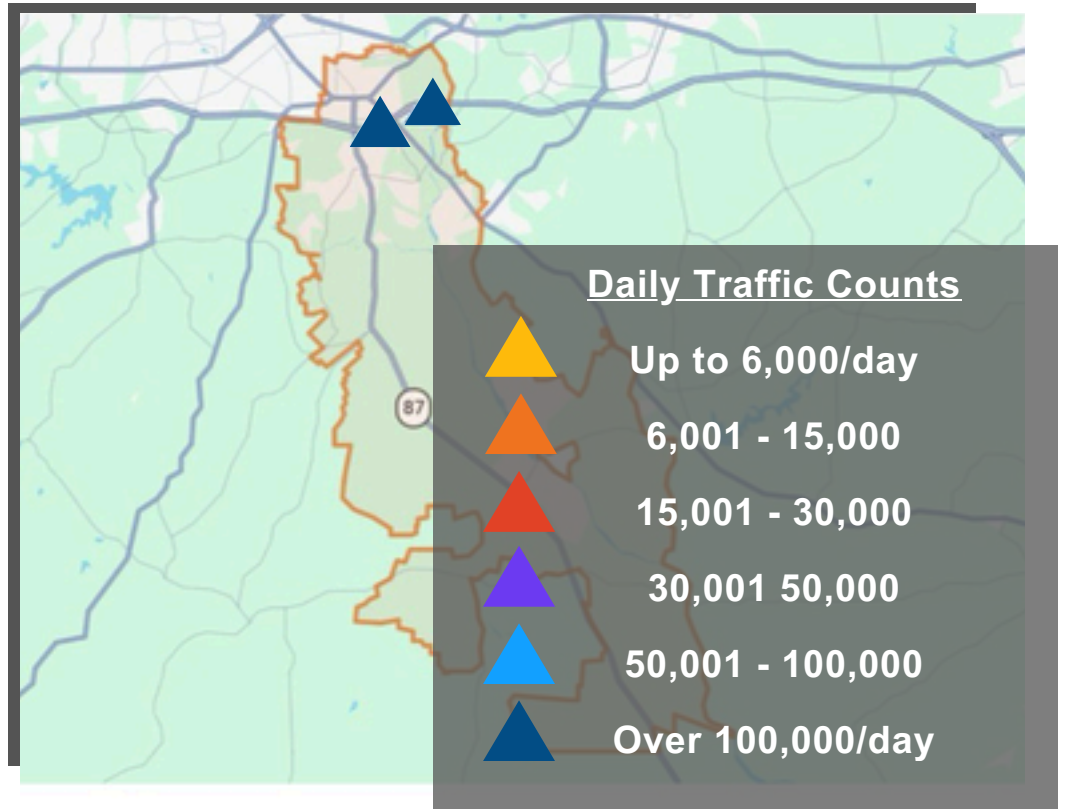 87
Daily Traffic Counts
Up to 6,000/day
6,001 - 15,000
15,001 - 30,000
30,001 50,000
50,001 - 100,000
Over 100,000/day